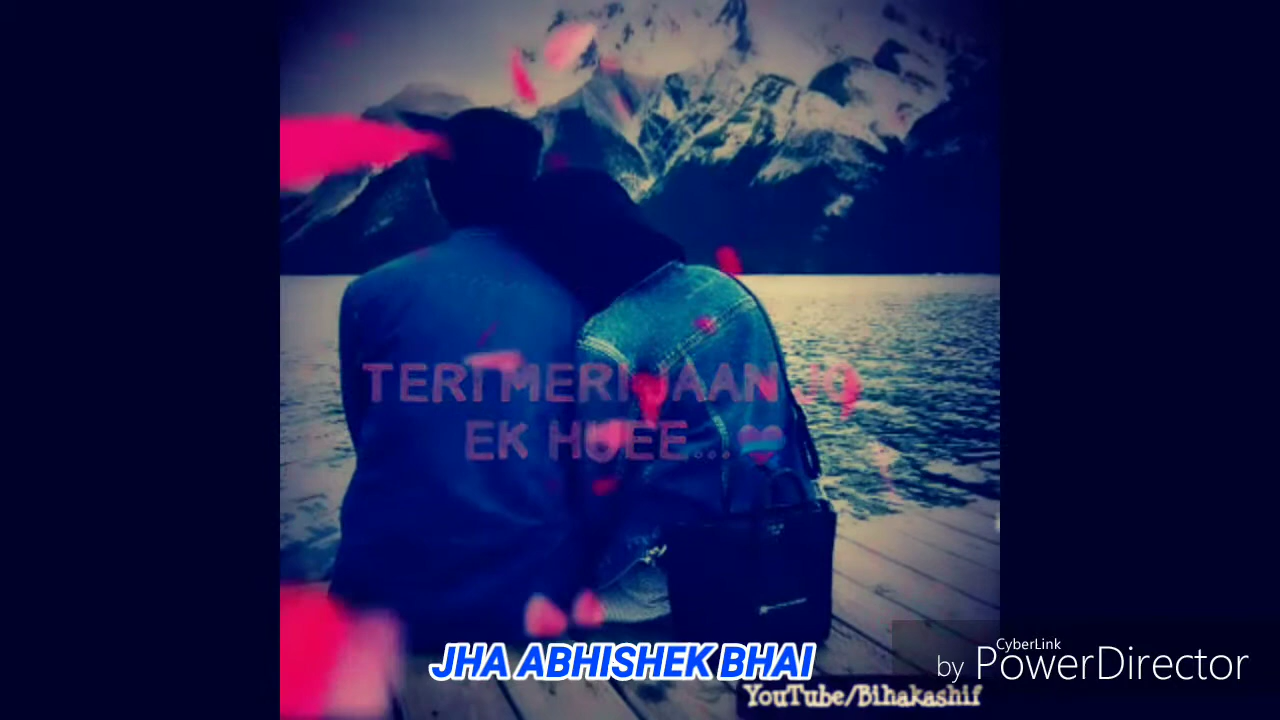 TERI MERI JAAN JO
EK HUEE...
JHA ABHISHEK BHAI
CyberLink
by PowerDirector
YouTube/Bihakashif